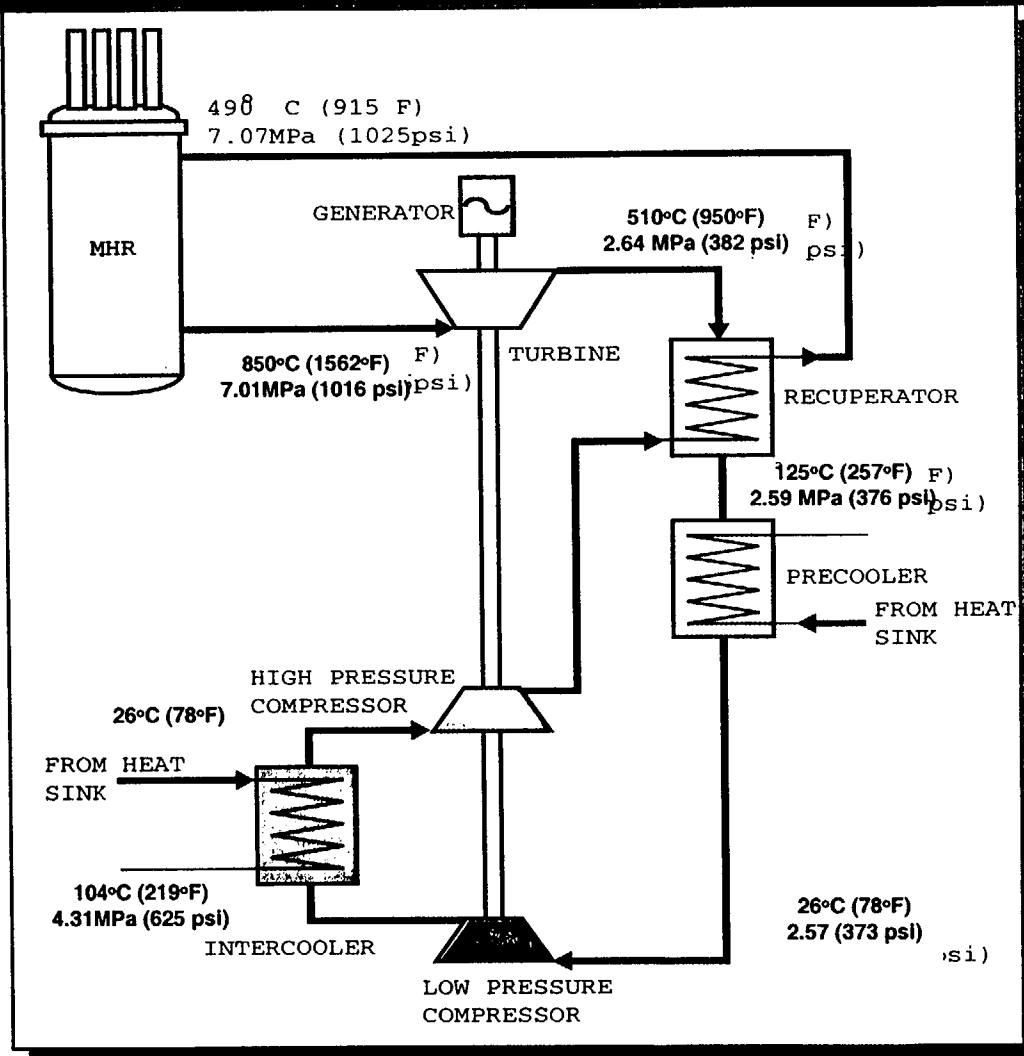 498 C (915 F)
7.07MPa (1025psi)
GENERATOR
510°C (950°F) F)
2.64 MPa (382 psi) psi)
MHR
850°C (1562°F) F)
7.01MPa (1016 psi) psi)
TURBINE
RECUPERATOR
125°C (257°F) F)
2.59 MPa (376 psi) psi)
PRECOOLER
FROM HEAT
SINK
HIGH PRESSURE
COMPRESSOR
26°C (78°F)
FROM HEAT
SINK
104°C (219°F)
4.31MPa (625 psi)
INTERCOOLER
26°C (78°F)
2.57 (373 psi)
si)
LOW PRESSURE
COMPRESSOR